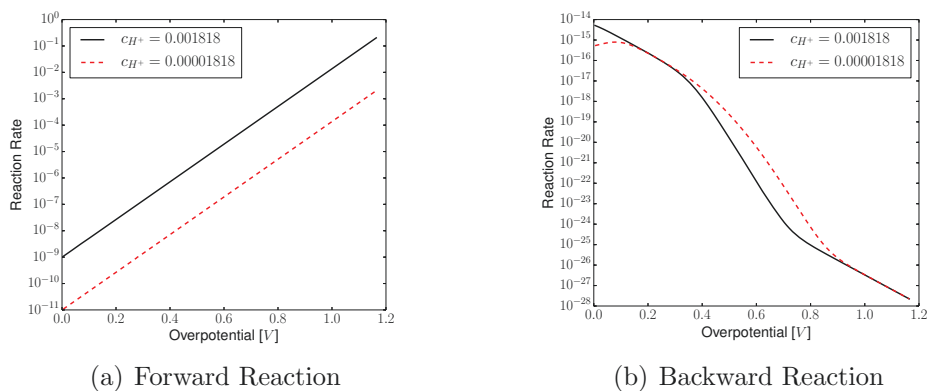 10^0
10^-1
10^-2
10^-3
10^-4
10^-5
10^-6
10^-7
10^-8
10^-9
10^-10
10^-11
Reaction Rate
c_{H^+} = 0.001818
c_{H^+} = 0.00001818
0.0 0.2 0.4 0.6 0.8 1.0 1.2
Overpotential [V]
(a) Forward Reaction
10^-14
10^-15
10^-16
10^-17
10^-18
10^-19
10^-20
10^-21
10^-22
10^-23
10^-24
10^-25
10^-26
10^-27
10^-28
Reaction Rate
c_{H^+} = 0.001818
c_{H^+} = 0.00001818
0.0 0.2 0.4 0.6 0.8 1.0 1.2
Overpotential [V]
(b) Backward Reaction